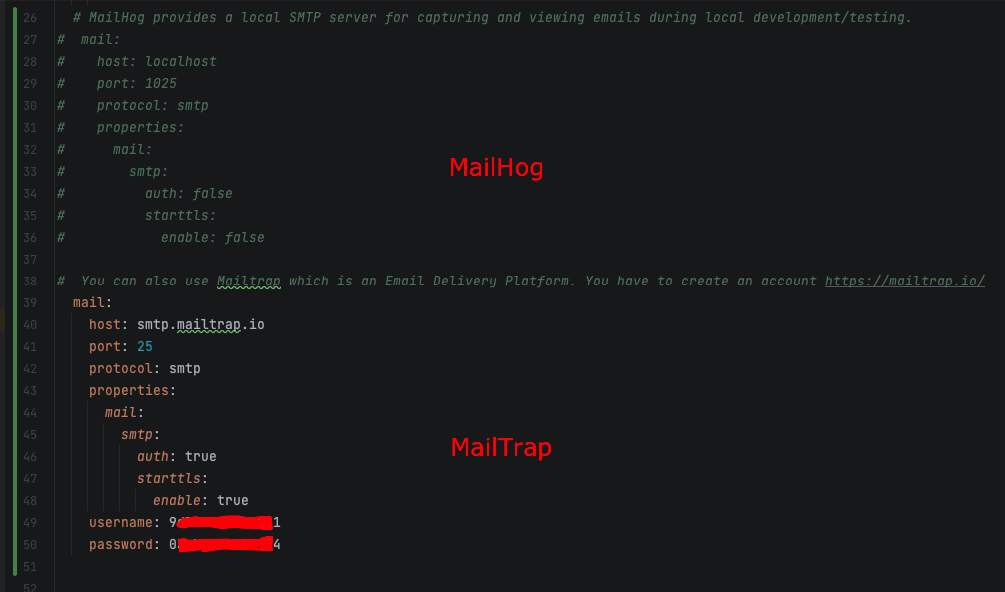 26 # MailHog provides a local SMTP server for capturing and viewing emails during local development/testing.
27 # mail:
28 # host: localhost
29 # port: 1025
30 # protocol: smtp
31 # properties:
32 # mail:
MailHog
33 # smtp:
34 # auth: false
35 # starttls:
36 # enable: false
37
38 # You can also use Mailtrap which is an Email Delivery Platform. You have to create an account https://mailtrap.io/
39 mail:
40 host: smtp.mailtrap.io
41 port: 25
42 protocol: smtp
43 properties:
44 mail:
45 smtp:
MailTrap
46 auth: true
47 starttls:
48 enable: true
49 username: 9 1
50 password: 0 4
51
52